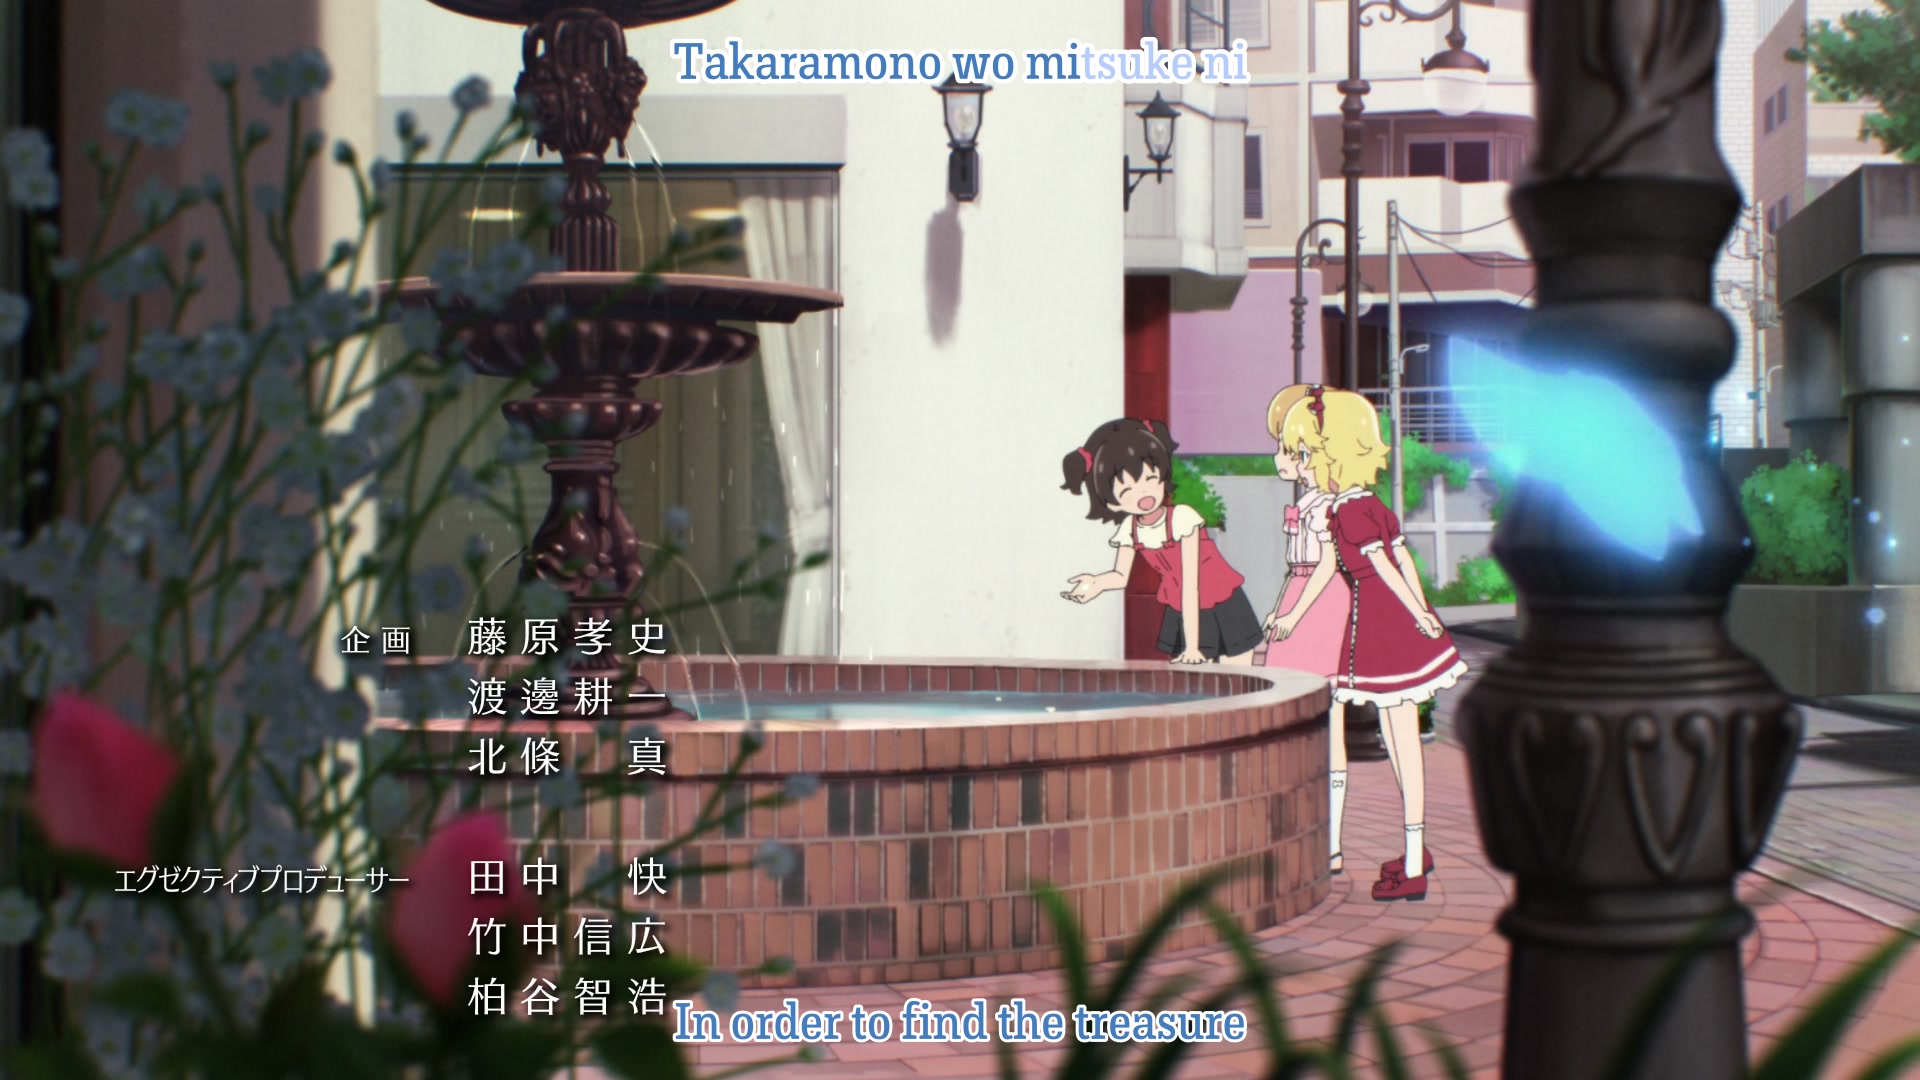 Takaramono wo mitsuke ni
企画 藤原孝史
渡邊耕一
北條 真
エグゼクティブプロデューサー 田中 快
竹中信広
柏谷智浩
In order to find the treasure